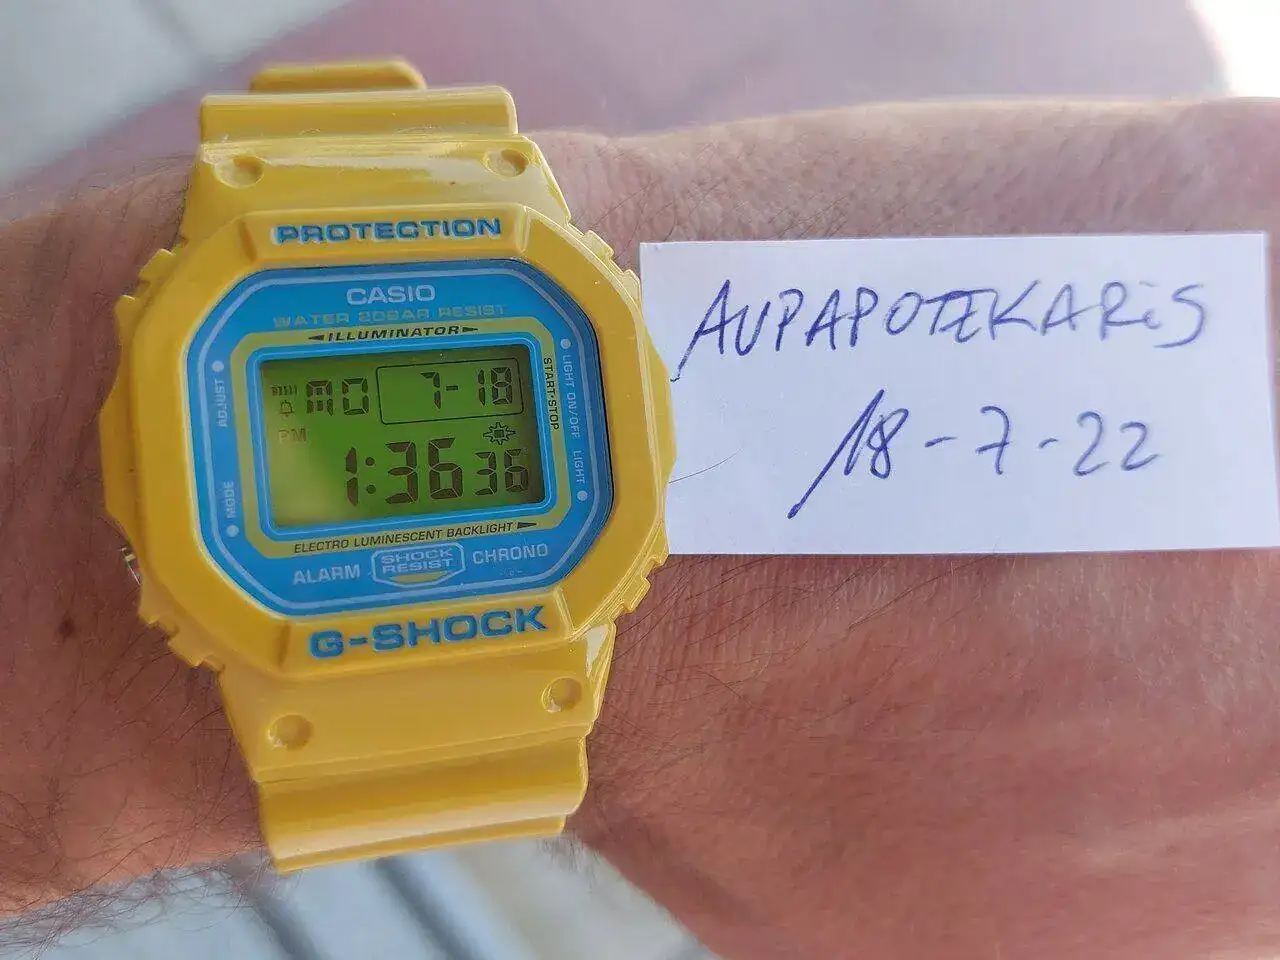 PROTECTION
CASIO
WATER 20BAR RESIST
ILLUMINATOR
ADJUST
MODE
MO 7-18
PM
1:36 36
START·STOP
LIGHT ON/OFF
LIGHT
ELECTRO LUMINESCENT BACKLIGHT
ALARM SHOCK RESIST CHRONO
G-SHOCK
AUPAPOTEKARiS
18-7-22